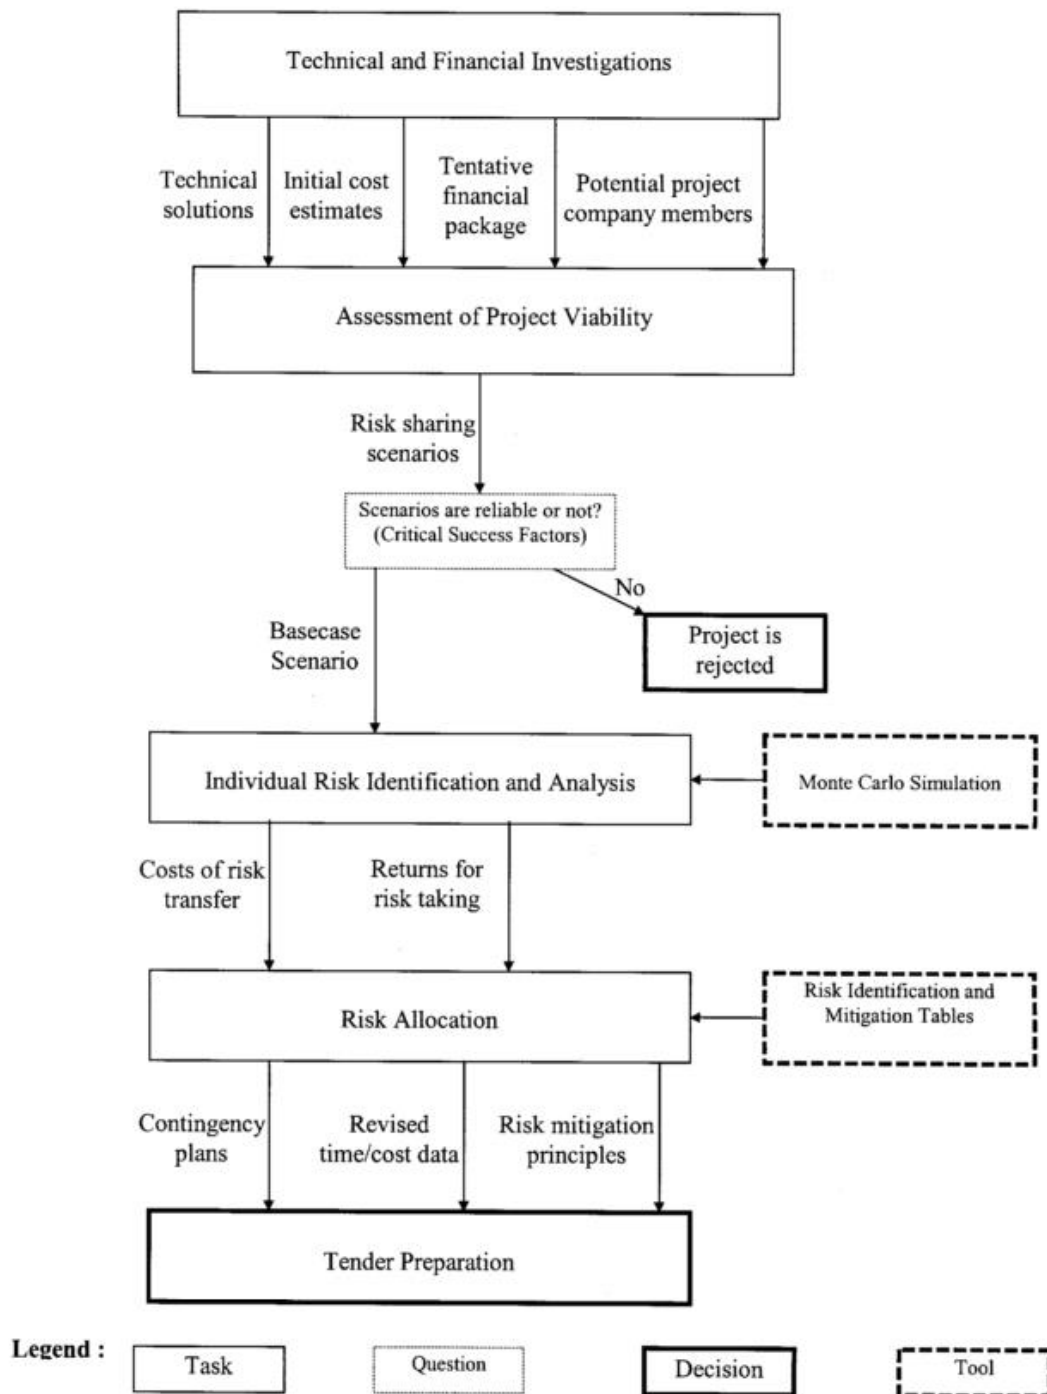 Technical and Financial Investigations
Technical
solutions
Initial cost
estimates
Tentative
financial
package
Potential project
company members
Assessment of Project Viability
Risk sharing
scenarios
Scenarios are reliable or not?
(Critical Success Factors)
No
Basecase
Scenario
Project is
rejected
Individual Risk Identification and Analysis
Monte Carlo Simulation
Costs of risk
transfer
Returns for
risk taking
Risk Allocation
Risk Identification and
Mitigation Tables
Contingency
plans
Revised
time/cost data
Risk mitigation
principles
Tender Preparation
Legend :
Task
Question
Decision
Tool